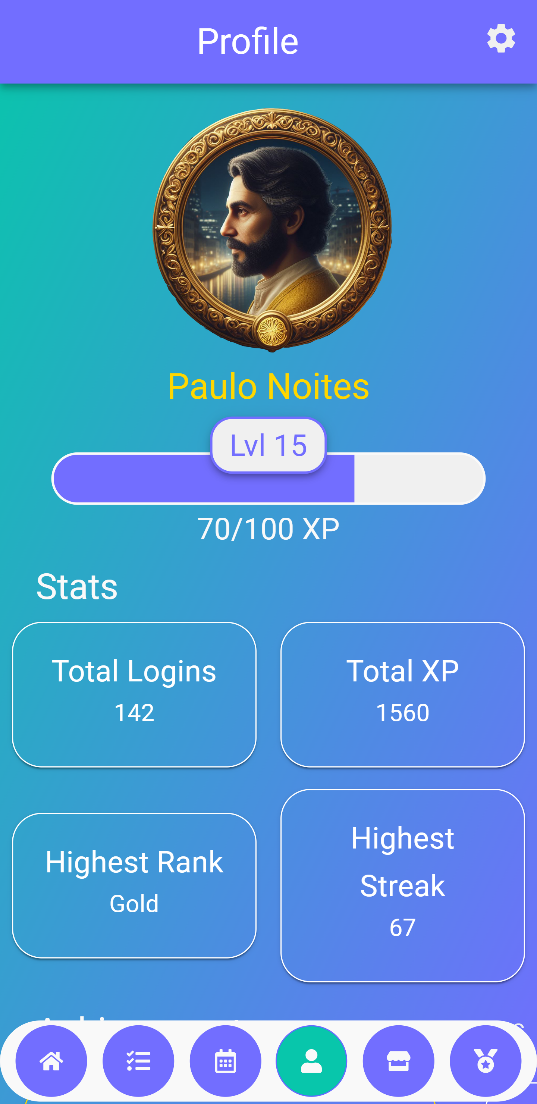 Profile
Paulo Noites
Lvl 15
70/100 XP
Stats
Total Logins
142
Total XP
1560
Highest Rank
Gold
Highest
Streak
67